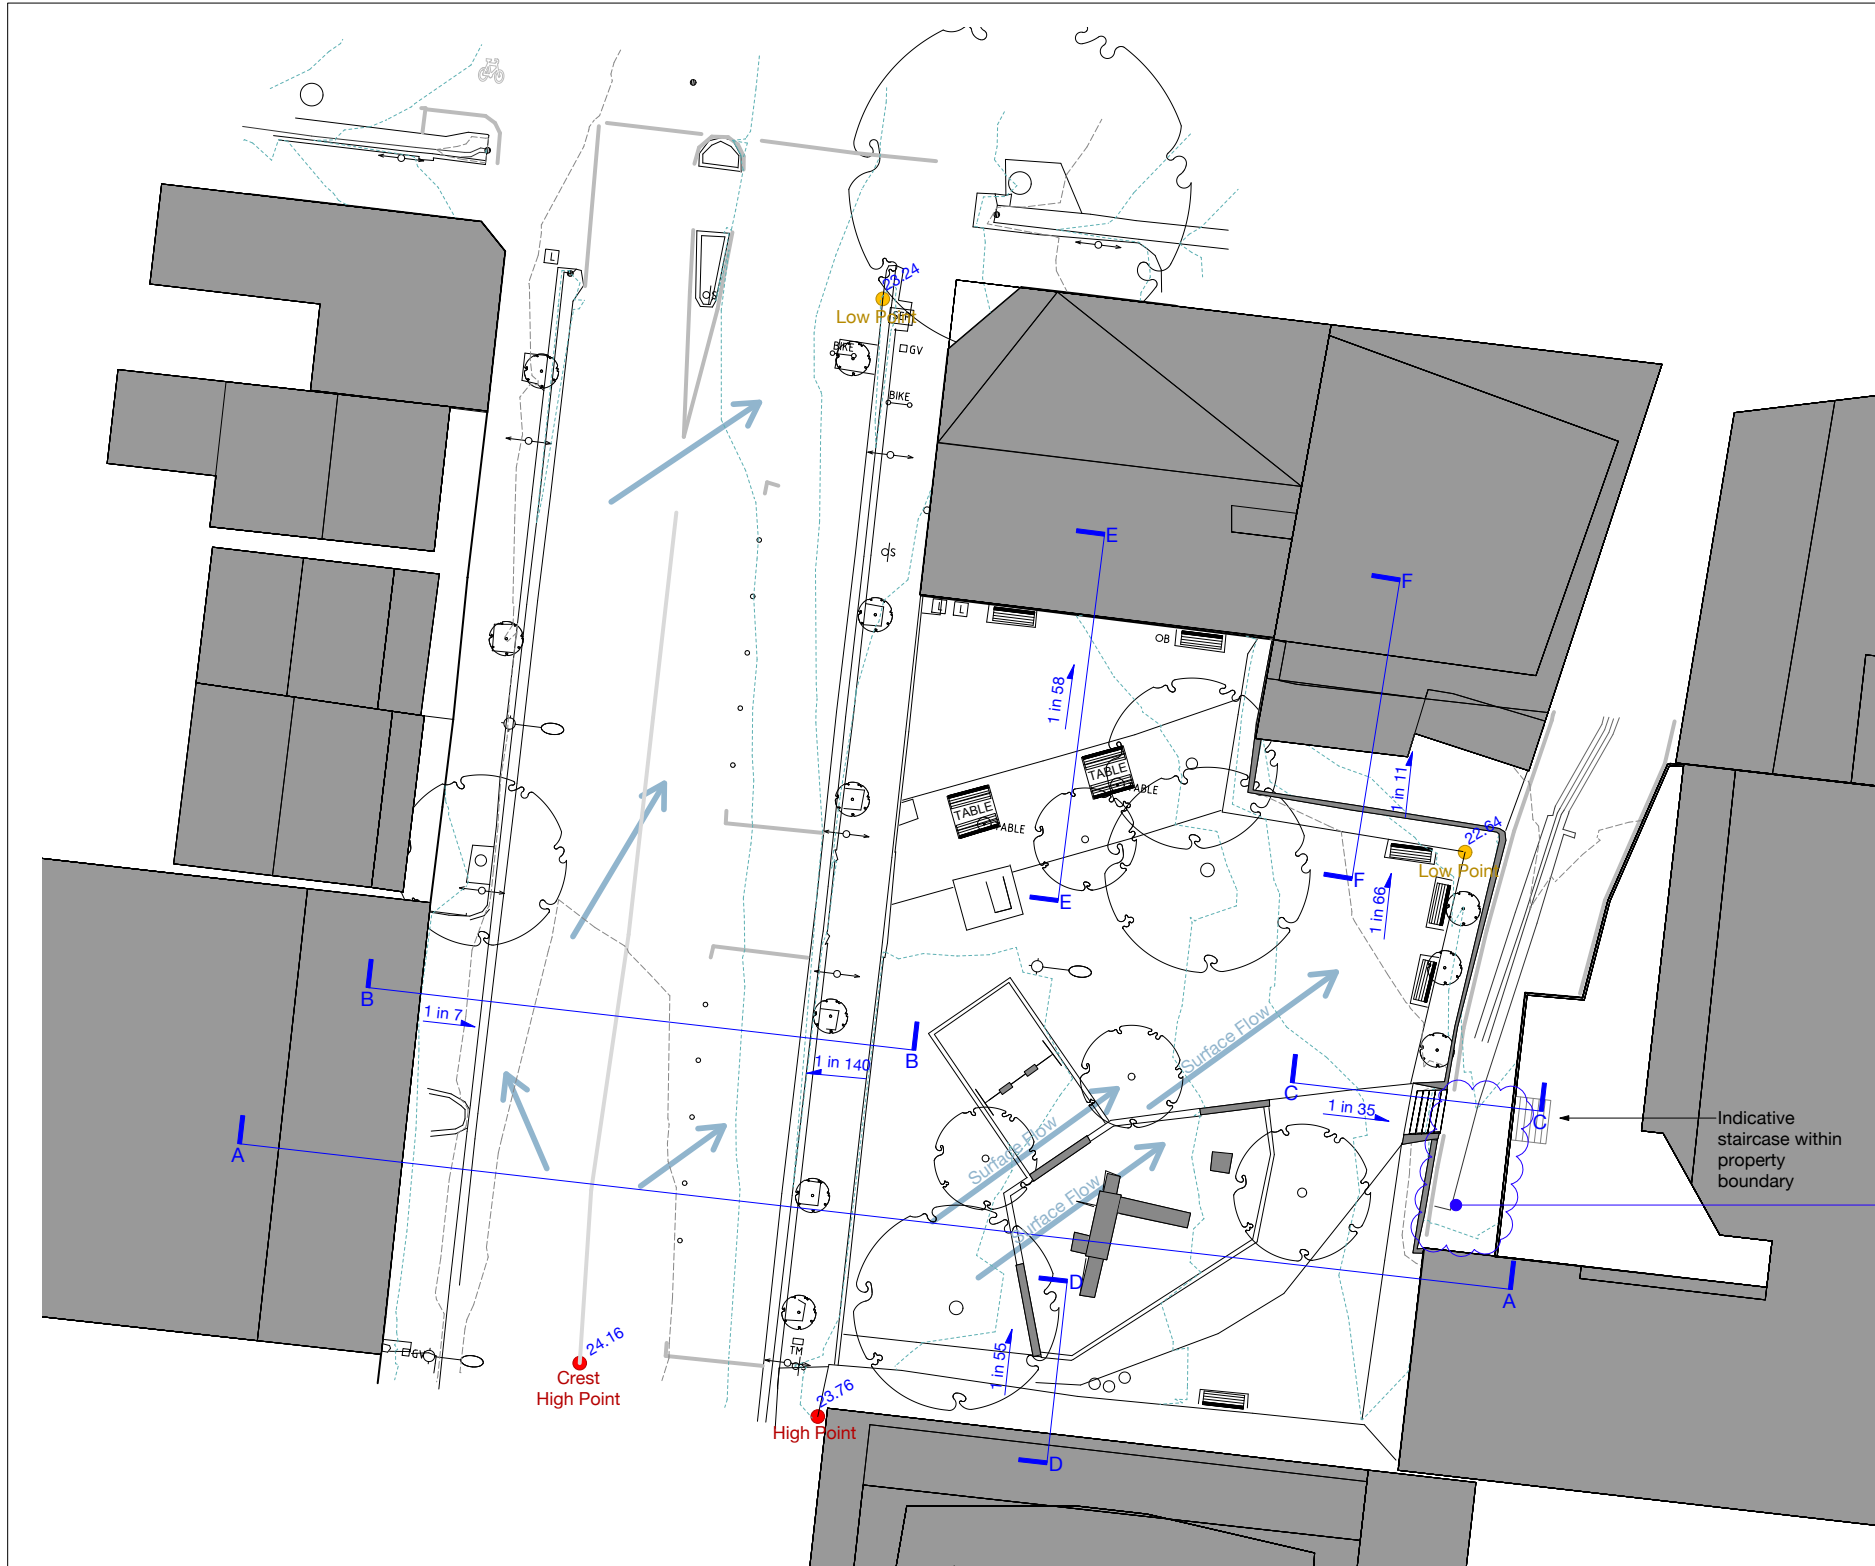 L
S
23.24
Low Point
BIKE
GV
BIKE
S
E
F
L
L
OB
1 in 58
TABLE
TABLE
TABLE
TABLE
1 in 11
22.64
Low Point
F
E
1 in 66
B
1 in 7
B
1 in 140
Surface Flow
C
1 in 35
C
Indicative
staircase within
property
boundary
A
Surface Flow
Surface Flow
D
A
24.16
GV
Crest
High Point
TM
1 in 55
23.76
High Point
D